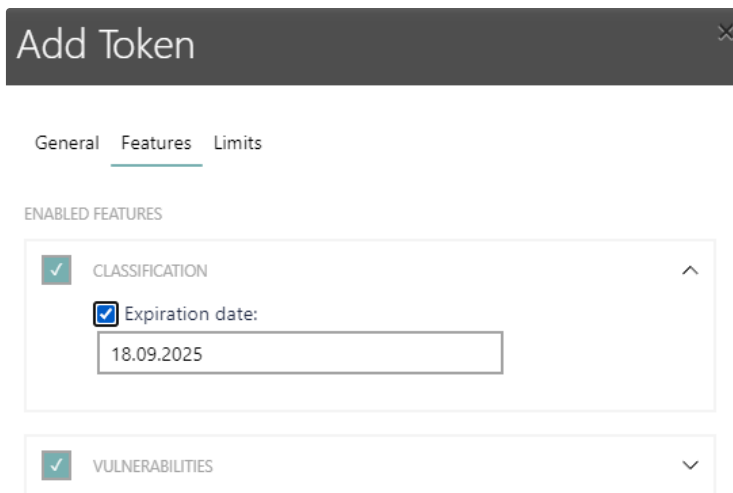 Add Token
General Features Limits
ENABLED FEATURES
CLASSIFICATION
Expiration date:
18.09.2025
VULNERABILITIES